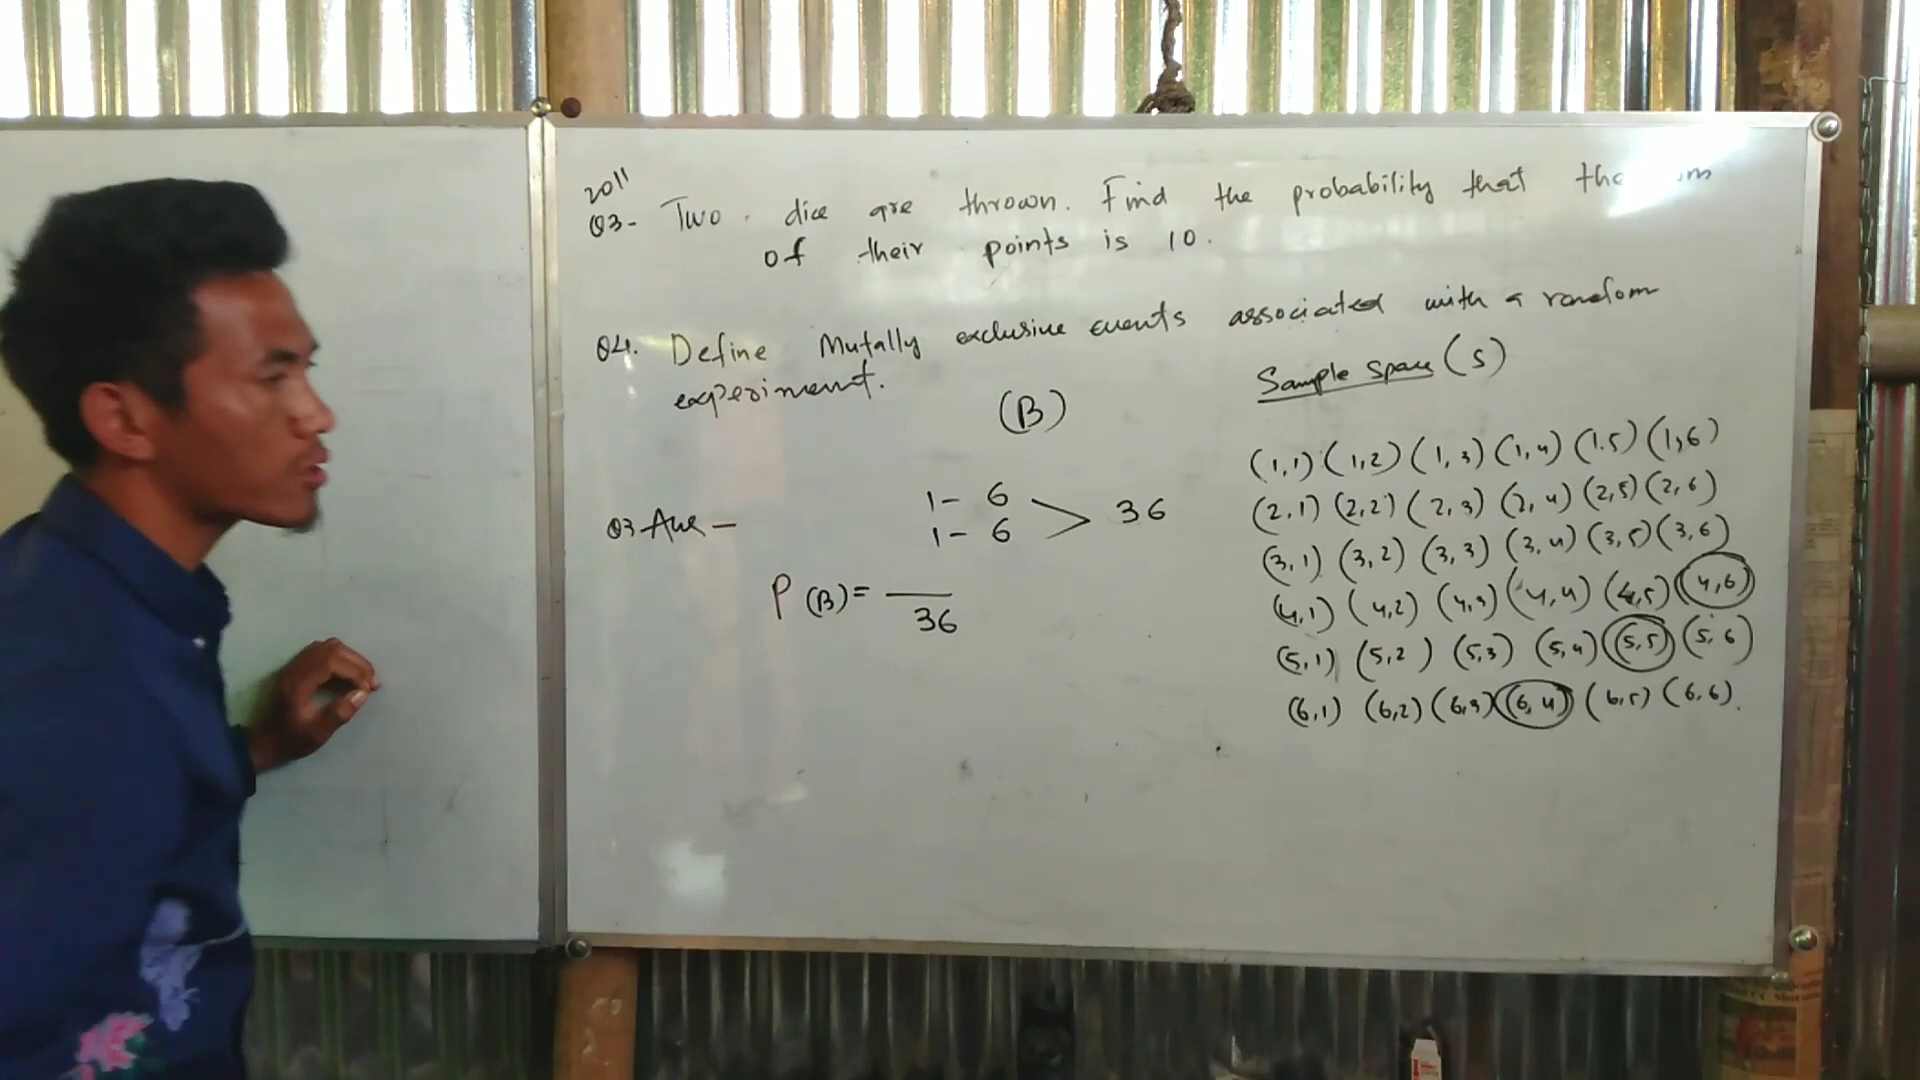 2011
Q3- Two dice are thrown. Find the probability that the
of their points is 10.
Q4. Define Mutally exclusive events associated with a random
experiment.
(B)
Sample Space (S)
(1,1) (1,2) (1,3) (1,4) (1.5) (1,6)
(2.1) (2,2) (2,3) (2,4) (2,5) (2,6)
(3,1) (3,2) (3,3) (3,4) (3,5) (3,6)
(4,1) (4,2) (4,3) (4,4) (4,5) (4,6)
(5,1) (5,2) (5,3) (5,4) (5,5) (5,6)
(6,1) (6,2) (6,3) (6,4) (6,5) (6,6).
Q3 Ans -
1- 6
1- 6 > 36
P(B) = ―
36